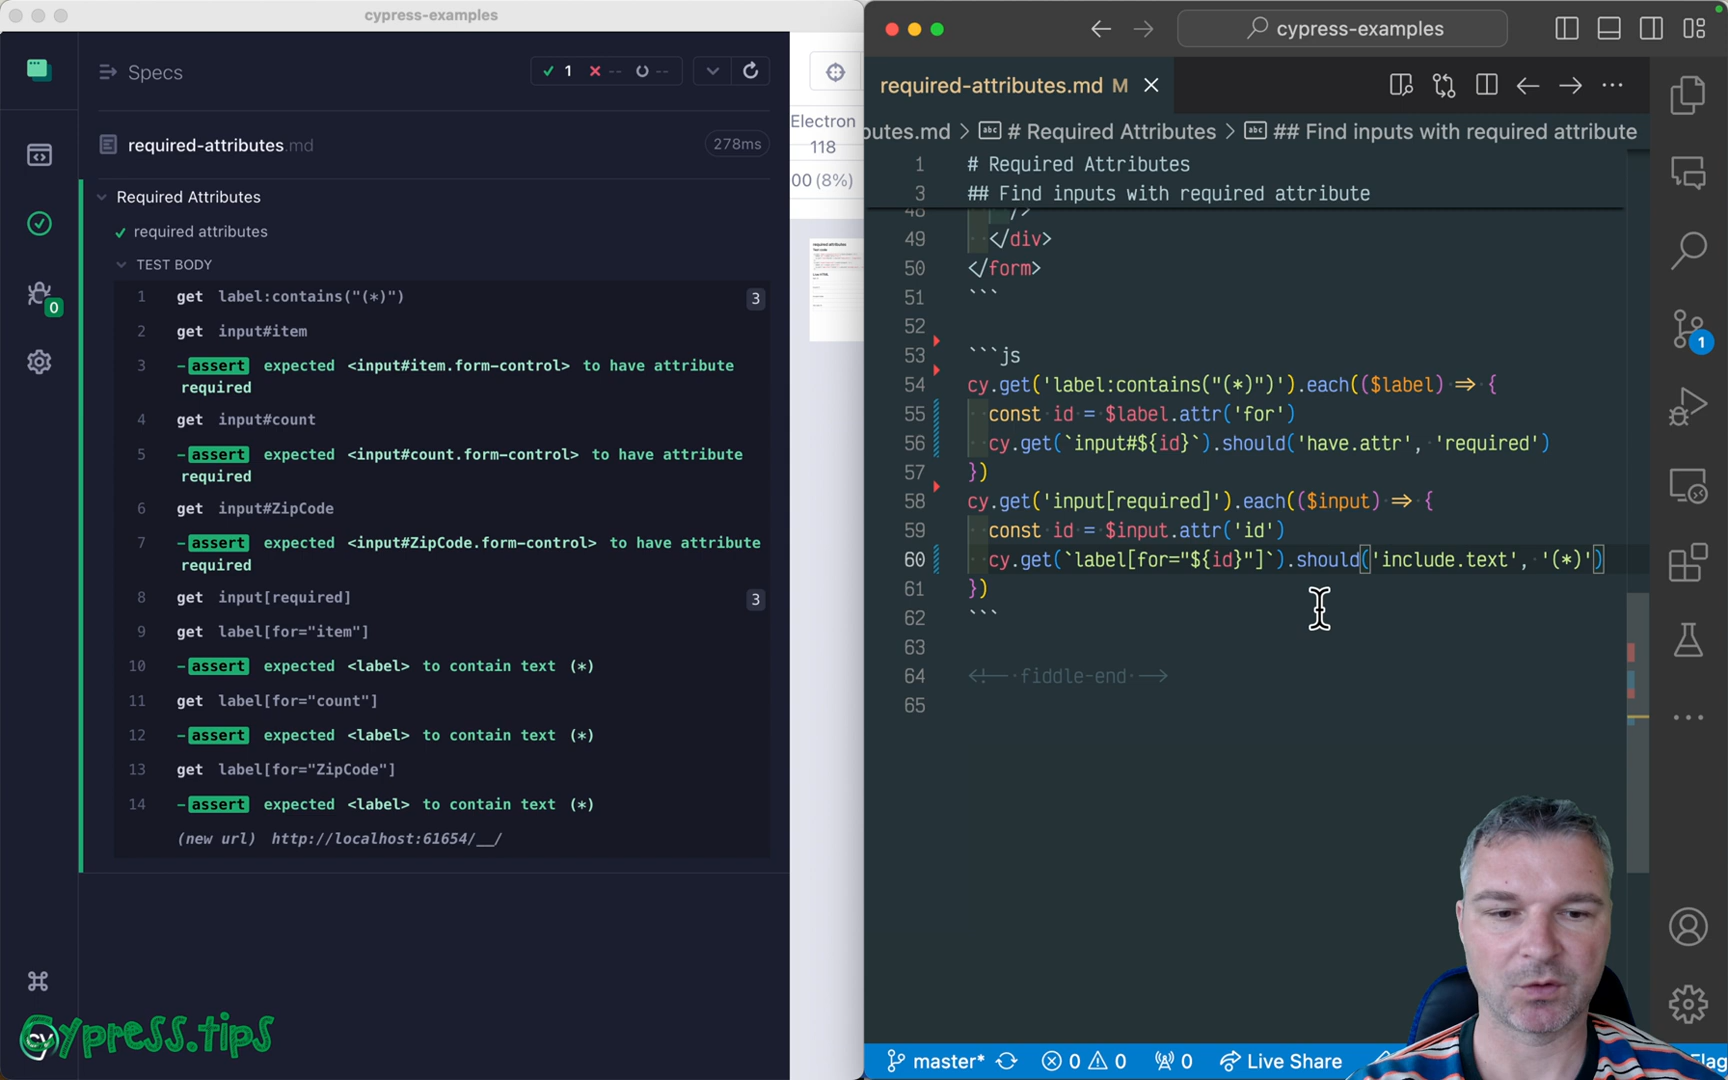 cypress-examples
Specs
1
--
--
required-attributes.md
278ms
Required Attributes
required attributes
TEST BODY
1 get label:contains("(*)") 3
2 get input#item
3 -assert expected <input#item.form-control> to have attribute
required
4 get input#count
5 -assert expected <input#count.form-control> to have attribute
required
6 get input#ZipCode
7 -assert expected <input#ZipCode.form-control> to have attribute
required
8 get input[required] 3
9 get label[for="item"]
10 -assert expected <label> to contain text (*)
11 get label[for="count"]
12 -assert expected <label> to contain text (*)
13 get label[for="ZipCode"]
14 -assert expected <label> to contain text (*)
(new url) http://localhost:61654/__/
0
cy
Cypress.tips
Electron
118
00 (8%)
cypress-examples
required-attributes.md M
butes.md > # Required Attributes > ## Find inputs with required attribute
1 # Required Attributes
3 ## Find inputs with required attribute
48 />
49 </div>
50 </form>
51 ```
52
53 ```js
54 cy.get('label:contains("(*)")').each(($label) => {
55 const id = $label.attr('for')
56 cy.get(`input#${id}`).should('have.attr', 'required')
57 })
58 cy.get('input[required]').each(($input) => {
59 const id = $input.attr('id')
60 cy.get(`label[for="${id}"]`).should('include.text', '(*)')
61 })
62 ```
63
64 <!-- fiddle-end -->
65
1
master* 0 0 0 Live Share
Flag